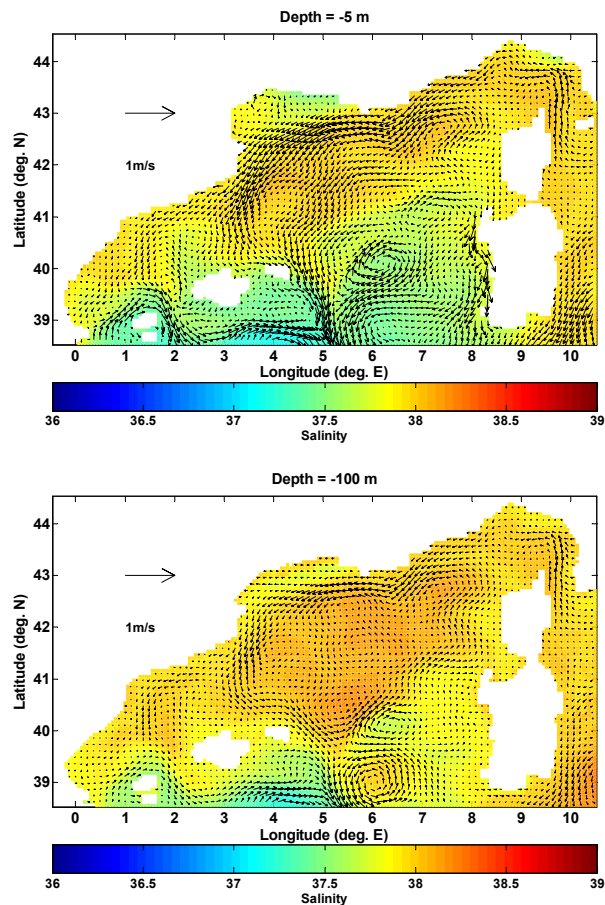 Depth = -5 m
44
43
42
41
40
39
Latitude (deg. N)
1m/s
0 1 2 3 4 5 6 7 8 9 10
Longitude (deg. E)
36 36.5 37 37.5 38 38.5 39
Salinity
Depth = -100 m
44
43
42
41
40
39
Latitude (deg. N)
1m/s
0 1 2 3 4 5 6 7 8 9 10
Longitude (deg. E)
36 36.5 37 37.5 38 38.5 39
Salinity